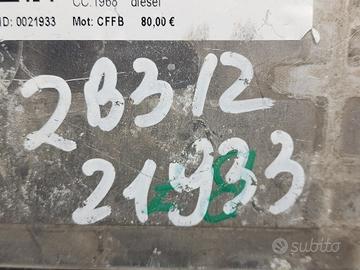 CC.1968 diesel
ID: 0021933 Mot: CFFB 80,00 €
2B312
21933
subito